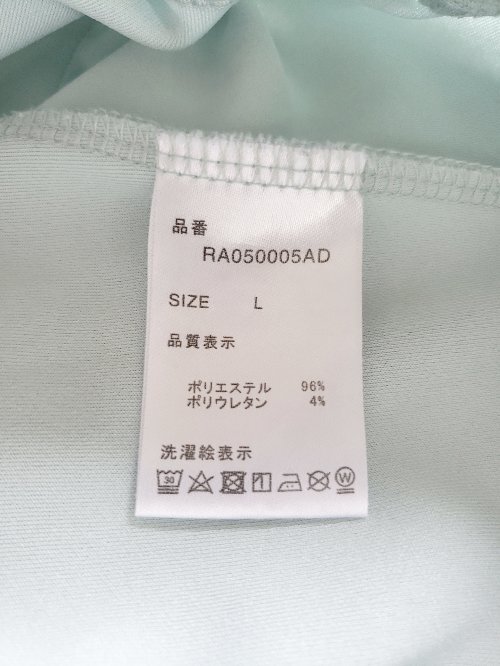 品番
RA050005AD
SIZE L
品質表示
ポリエステル 96%
ポリウレタン 4%
洗濯絵表示
30 W